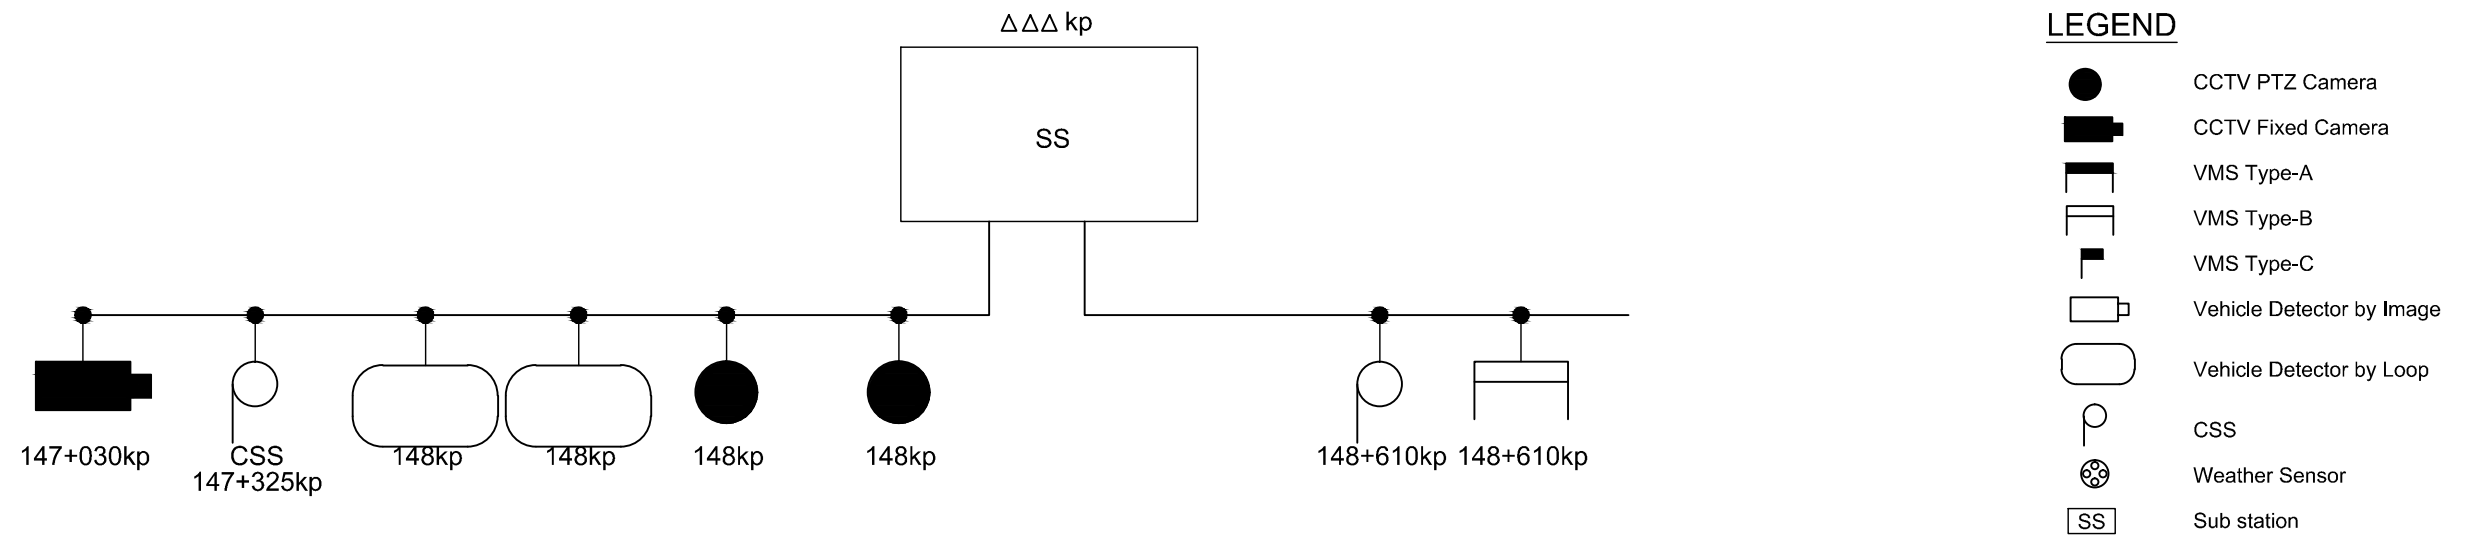 △△△ kp
SS
147+030kp
CSS
147+325kp
148kp
148kp
148kp
148kp
148+610kp
148+610kp
LEGEND
CCTV PTZ Camera
CCTV Fixed Camera
VMS Type-A
VMS Type-B
VMS Type-C
Vehicle Detector by Image
Vehicle Detector by Loop
CSS
Weather Sensor
SS Sub station